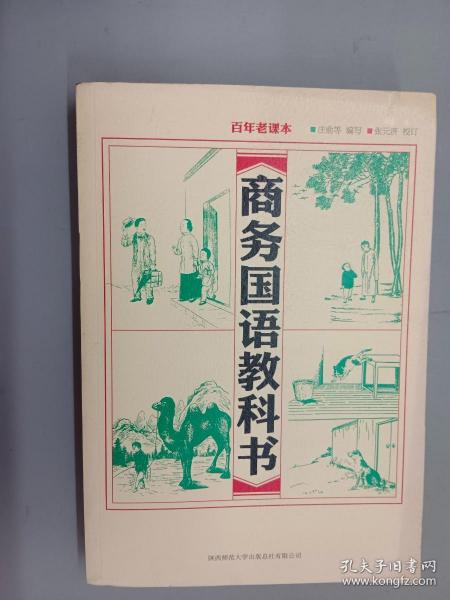 百年老课本 ■庄俞等 编写 ■张元济 校订
商务国语教科书
陕西师范大学出版总社有限公司
孔夫子旧书网
www.kongfz.com